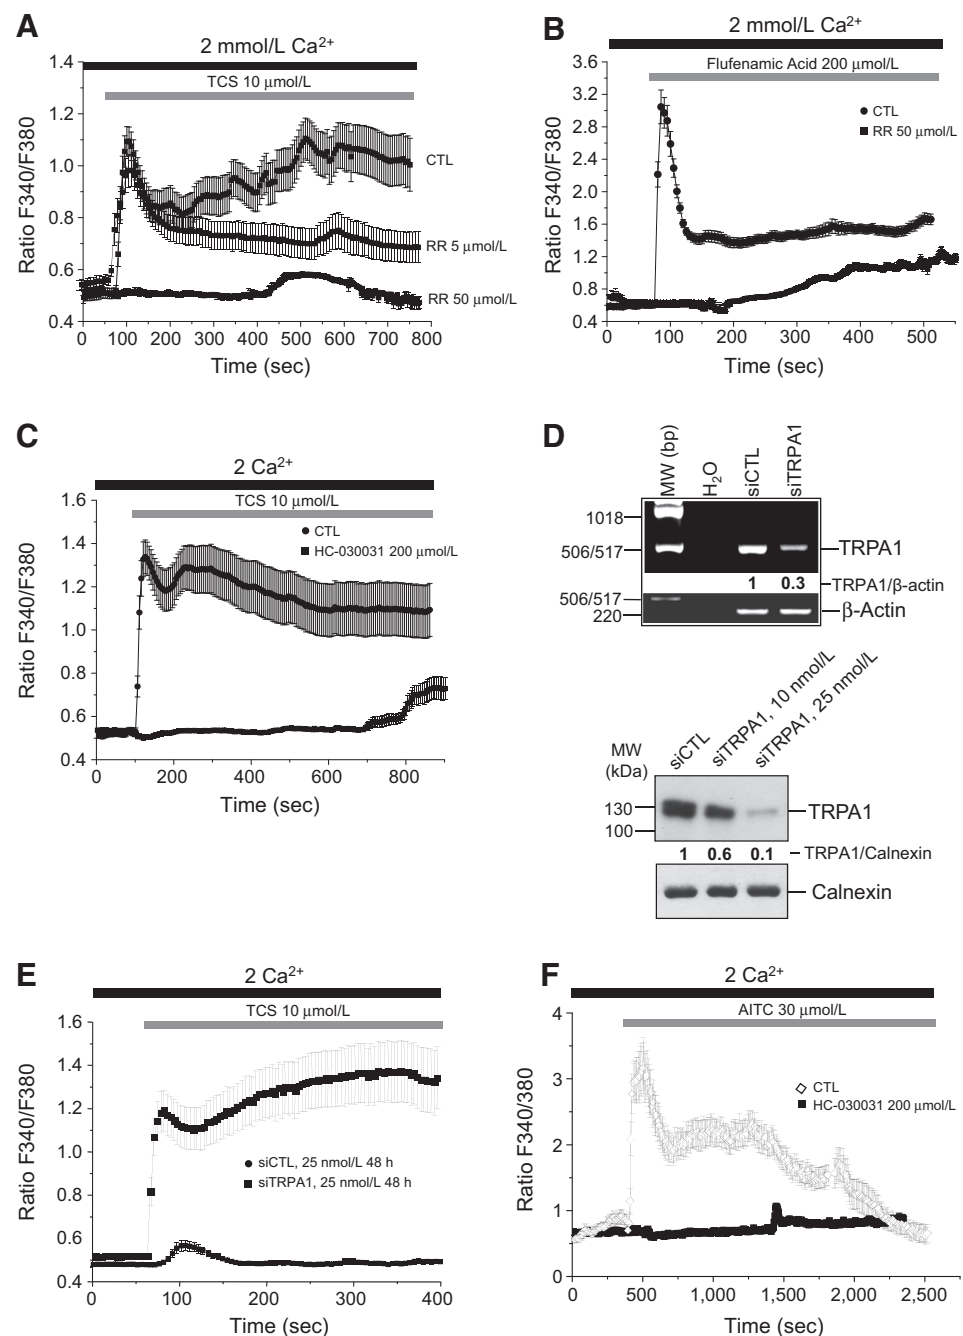 A
2 mmol/L Ca2+
TCS 10 μmol/L
1.4
1.2
1.0
0.8
0.6
0.4
Ratio F340/F380
CTL
RR 5 μmol/L
RR 50 μmol/L
0 100 200 300 400 500 600 700 800
Time (sec)
B
2 mmol/L Ca2+
Flufenamic Acid 200 μmol/L
3.6
3.2
2.8
2.4
2.0
1.6
1.2
0.8
0.4
Ratio F340/F380
CTL
RR 50 μmol/L
0 100 200 300 400 500
Time (sec)
C
2 Ca2+
TCS 10 μmol/L
1.6
1.4
1.2
1.0
0.8
0.6
0.4
Ratio F340/F380
CTL
HC-030031 200 μmol/L
0 200 400 600 800
Time (sec)
D
MW (bp)
H2O
siCTL
siTRPA1
1018
506/517
TRPA1
1 0.3
TRPA1/β-actin
506/517
220
β-Actin
MW
(kDa)
siCTL
siTRPA1, 10 nmol/L
siTRPA1, 25 nmol/L
130
100
TRPA1
1 0.6 0.1
TRPA1/Calnexin
Calnexin
E
2 Ca2+
TCS 10 μmol/L
1.6
1.4
1.2
1.0
0.8
0.6
0.4
Ratio F340/F380
siCTL, 25 nmol/L 48 h
siTRPA1, 25 nmol/L 48 h
0 100 200 300 400
Time (sec)
F
2 Ca2+
AITC 30 μmol/L
4
3
2
1
0
Ratio F340/380
CTL
HC-030031 200 μmol/L
0 500 1,000 1,500 2,000 2,500
Time (sec)